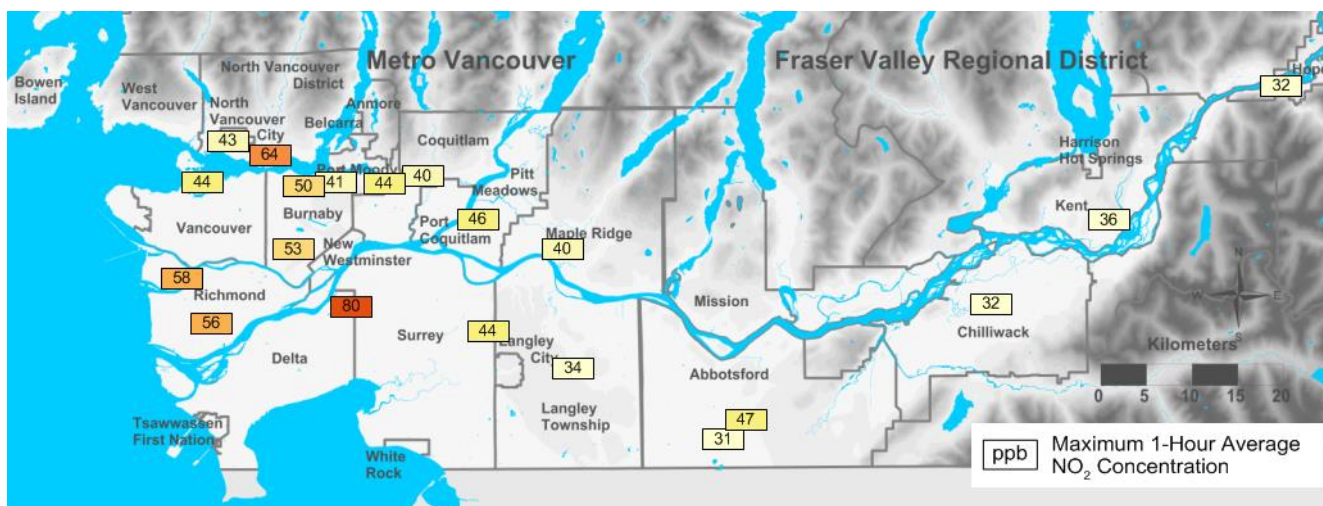 Metro Vancouver
Fraser Valley Regional District
Bowen
Island
West
Vancouver
North Vancouver
District
North
Vancouver
City
Belcarra
Anmore
Coquitlam
Harrison
Hot Springs
32
43
64
44
50
41
Port Moody
44
40
Pitt
Meadows
Burnaby
Vancouver
46
Port
Coquitlam
Kent
36
53
New
Westminster
40
Maple Ridge
58
Richmond
56
80
Mission
32
Chilliwack
N
W
E
S
Delta
Surrey
44
Langley
City
34
Abbotsford
Kilometers
0
5
10
15
20
Tsawwassen
First Nation
Langley
Township
47
31
White
Rock
ppb
Maximum 1-Hour Average
NO₂ Concentration